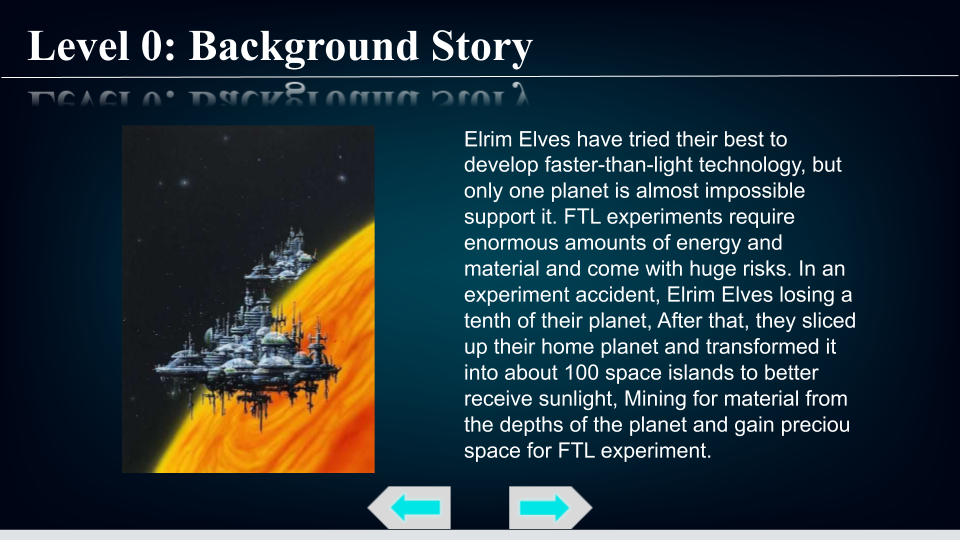 Level 0: Background Story
Elrim Elves have tried their best to
develop faster-than-light technology, but
only one planet is almost impossible
support it. FTL experiments require
enormous amounts of energy and
material and come with huge risks. In an
experiment accident, Elrim Elves losing a
tenth of their planet, After that, they sliced
up their home planet and transformed it
into about 100 space islands to better
receive sunlight, Mining for material from
the depths of the planet and gain preciou
space for FTL experiment.